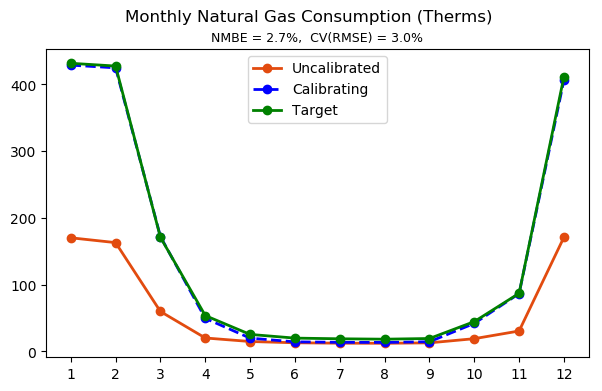 Monthly Natural Gas Consumption (Therms)
NMBE = 2.7%,  CV(RMSE) = 3.0%
Uncalibrated
Calibrating
Target
400
300
200
100
0
1 2 3 4 5 6 7 8 9 10 11 12